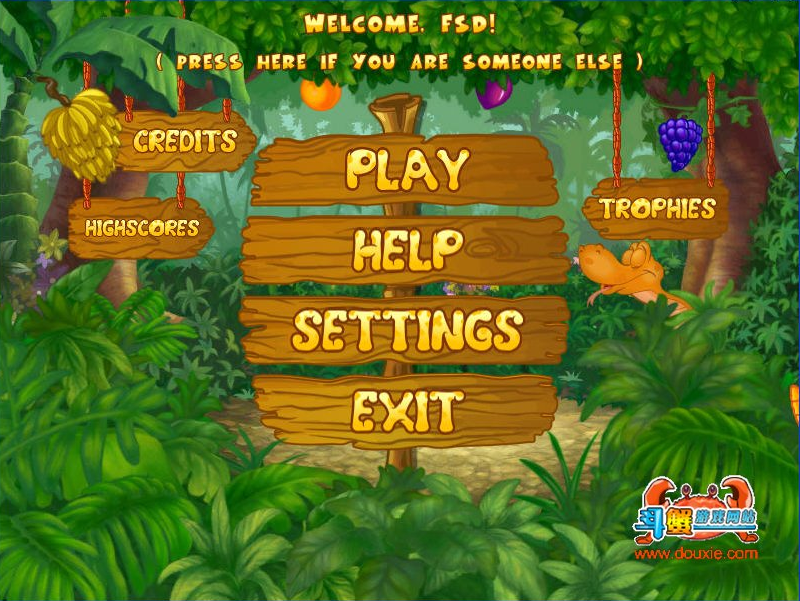 WELCOME, FSD!
( PRESS HERE IF YOU ARE SOMEONE ELSE )
CREDITS
PLAY
HIGHSCORES
TROPHIES
HELP
SETTINGS
EXIT
斗蟹游戏网站
www.douxie.com